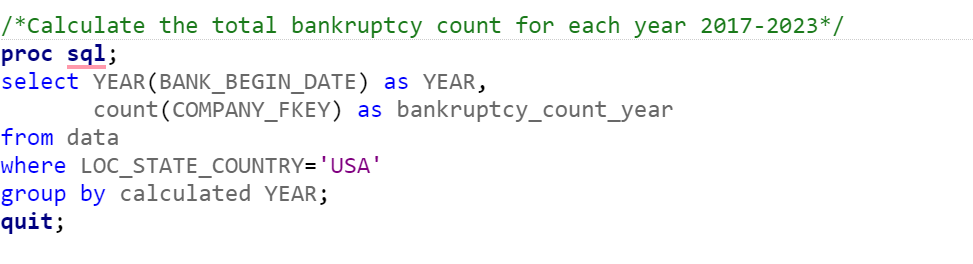 /*Calculate the total bankruptcy count for each year 2017-2023*/
proc sql;
select YEAR(BANK_BEGIN_DATE) as YEAR,
       count(COMPANY_FKEY) as bankruptcy_count_year
from data
where LOC_STATE_COUNTRY='USA'
group by calculated YEAR;
quit;